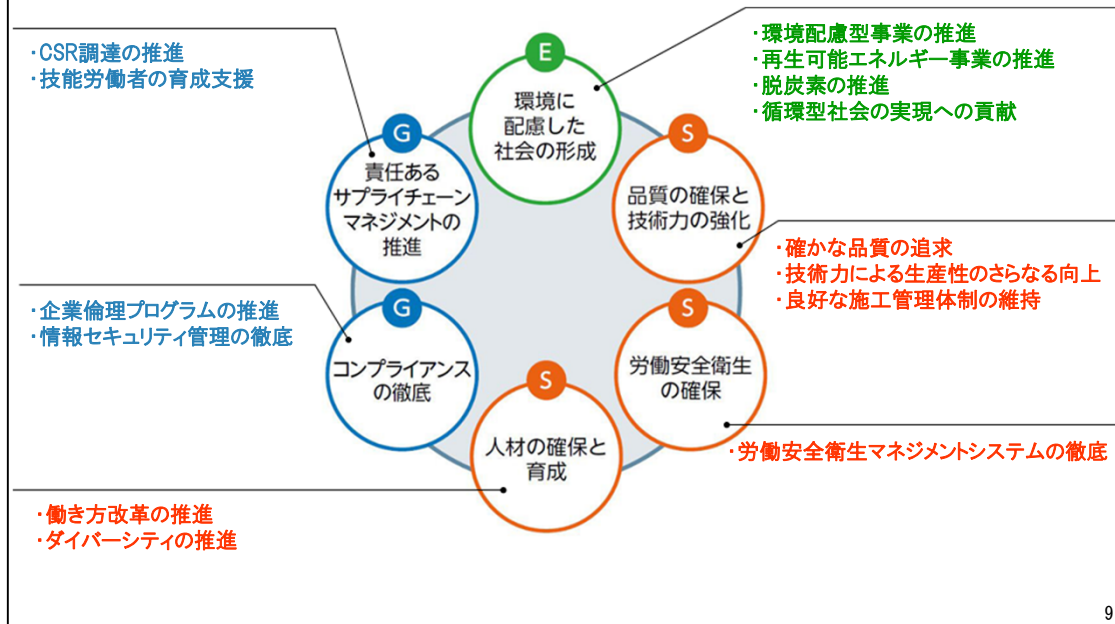 ・CSR調達の推進
・技能労働者の育成支援
・環境配慮型事業の推進
・再生可能エネルギー事業の推進
・脱炭素の推進
・循環型社会の実現への貢献
E
環境に
配慮した
社会の形成
G
責任ある
サプライチェーン
マネジメントの
推進
S
品質の確保と
技術力の強化
・確かな品質の追求
・技術力による生産性のさらなる向上
・良好な施工管理体制の維持
・企業倫理プログラムの推進
・情報セキュリティ管理の徹底
G
コンプライアンス
の徹底
S
労働安全衛生
の確保
・労働安全衛生マネジメントシステムの徹底
S
人材の確保と
育成
・働き方改革の推進
・ダイバーシティの推進
9